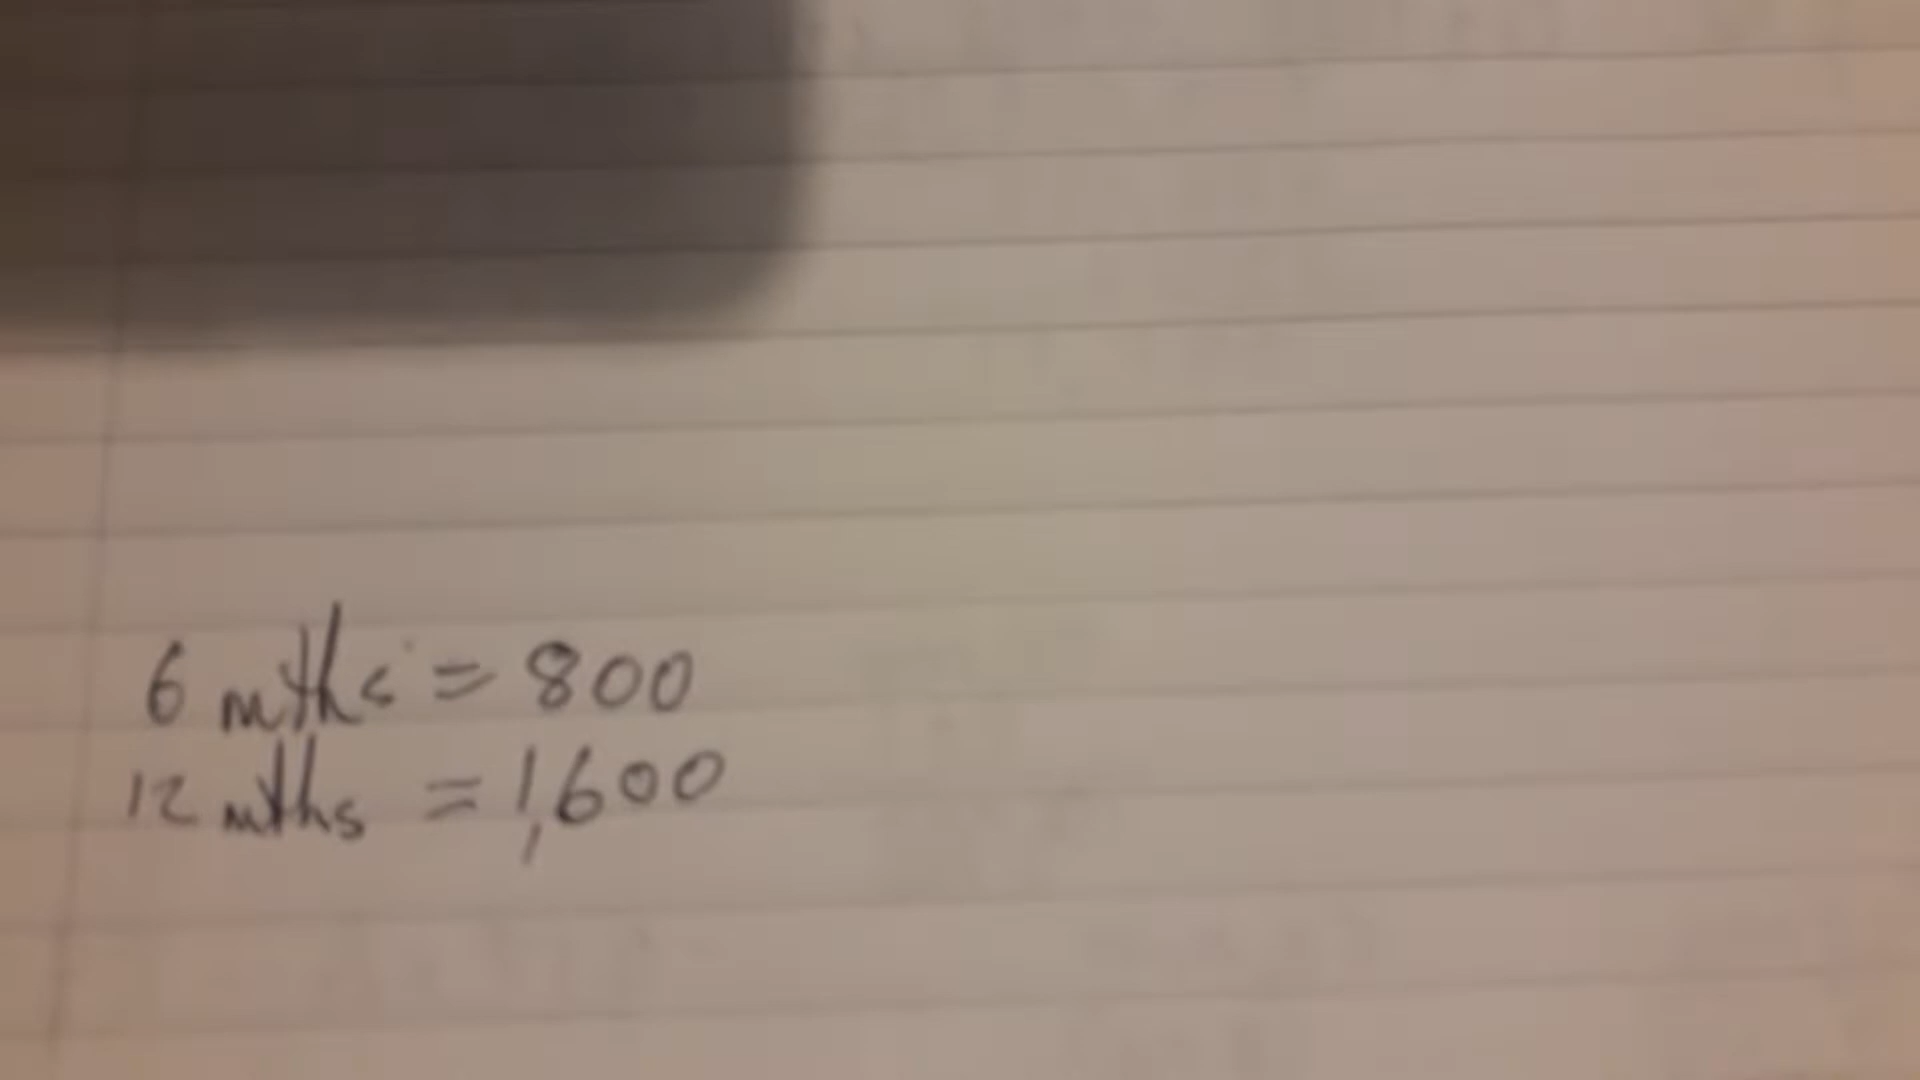 6 mths = 800
12 mths = 1,600